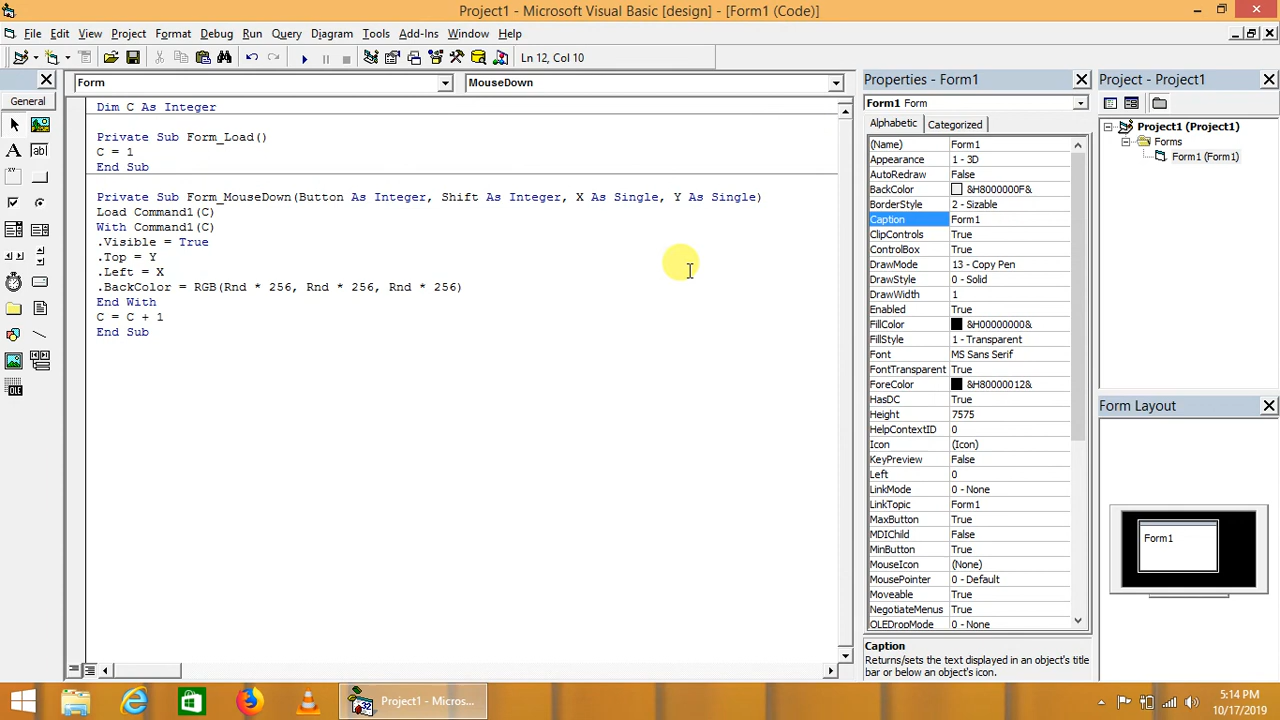 Project1 - Microsoft Visual Basic [design] - [Form1 (Code)]
File Edit View Project Format Debug Run Query Diagram Tools Add-Ins Window Help
Ln 12, Col 10
General
Form MouseDown
Dim C As Integer
Private Sub Form_Load()
C = 1
End Sub
Private Sub Form_MouseDown(Button As Integer, Shift As Integer, X As Single, Y As Single)
Load Command1(C)
With Command1(C)
.Visible = True
.Top = Y
.Left = X
.BackColor = RGB(Rnd * 256, Rnd * 256, Rnd * 256)
End With
C = C + 1
End Sub
Properties - Form1
Form1 Form
Alphabetic Categorized
(Name) Form1
Appearance 1 - 3D
AutoRedraw False
BackColor &H8000000F&
BorderStyle 2 - Sizable
Caption Form1
ClipControls True
ControlBox True
DrawMode 13 - Copy Pen
DrawStyle 0 - Solid
DrawWidth 1
Enabled True
FillColor &H00000000&
FillStyle 1 - Transparent
Font MS Sans Serif
FontTransparent True
ForeColor &H80000012&
HasDC True
Height 7575
HelpContextID 0
Icon (Icon)
KeyPreview False
Left 0
LinkMode 0 - None
LinkTopic Form1
MaxButton True
MDIChild False
MinButton True
MouseIcon (None)
MousePointer 0 - Default
Moveable True
NegotiateMenus True
OLEDropMode 0 - None
Caption
Returns/sets the text displayed in an object's title
bar or below an object's icon.
Project - Project1
Project1 (Project1)
Forms
Form1 (Form1)
Form Layout
Form1
Project1 - Micros...
5:14 PM
10/17/2019